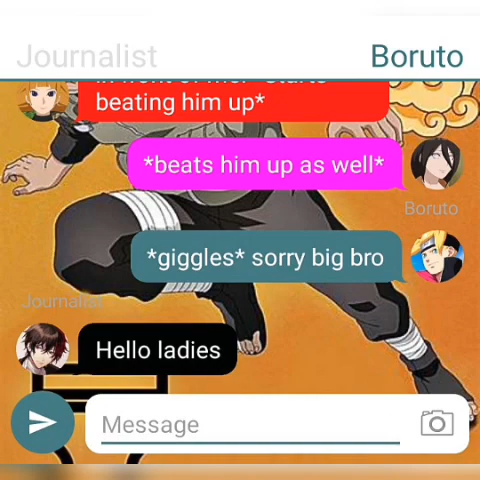 Journalist
Boruto
beating him up*
*beats him up as well*
Boruto
*giggles* sorry big bro
Journalist
Hello ladies
Message